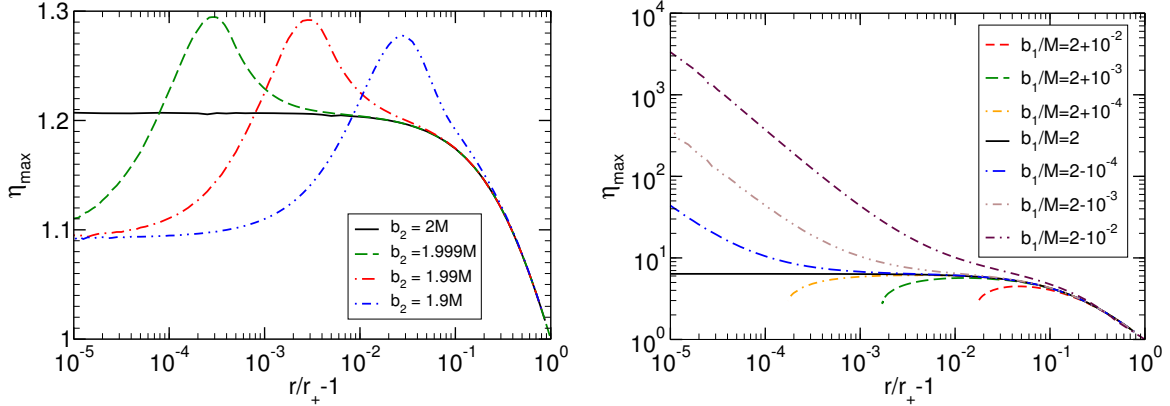 1.3
1.2
1.1
1
η_max
b_2 = 2M
b_2 = 1.999M
b_2 = 1.99M
b_2 = 1.9M
10^-5 10^-4 10^-3 10^-2 10^-1 10^0
r/r_+-1
10^4
10^3
10^2
10^1
10^0
η_max
b_1/M=2+10^-2
b_1/M=2+10^-3
b_1/M=2+10^-4
b_1/M=2
b_1/M=2-10^-4
b_1/M=2-10^-3
b_1/M=2-10^-2
10^-5 10^-4 10^-3 10^-2 10^-1 10^0
r/r_+-1